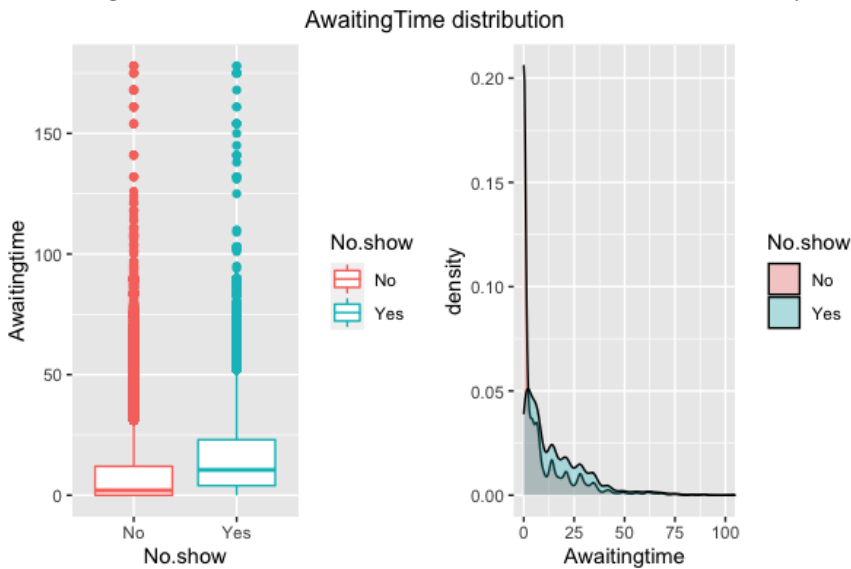 AwaitingTime distribution
Awaitingtime
150
100
50
0
No
Yes
No.show
No.show
No
Yes
density
0.20
0.15
0.10
0.05
0.00
0
25
50
75
100
Awaitingtime
No.show
No
Yes